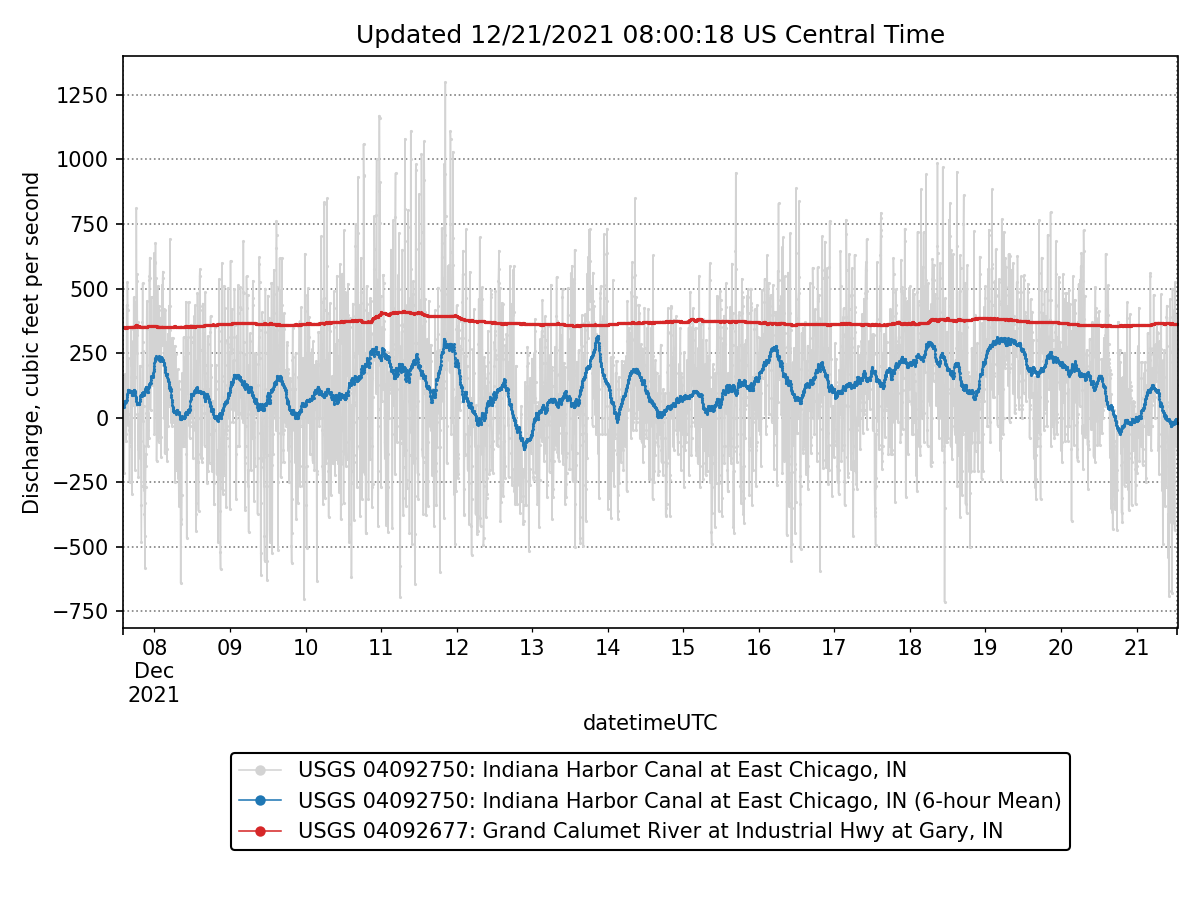 Updated 12/21/2021 08:00:18 US Central Time
Discharge, cubic feet per second
1250
1000
750
500
250
0
−250
−500
−750
08 09 10 11 12 13 14 15 16 17 18 19 20 21
Dec
2021
datetimeUTC
USGS 04092750: Indiana Harbor Canal at East Chicago, IN
USGS 04092750: Indiana Harbor Canal at East Chicago, IN (6-hour Mean)
USGS 04092677: Grand Calumet River at Industrial Hwy at Gary, IN